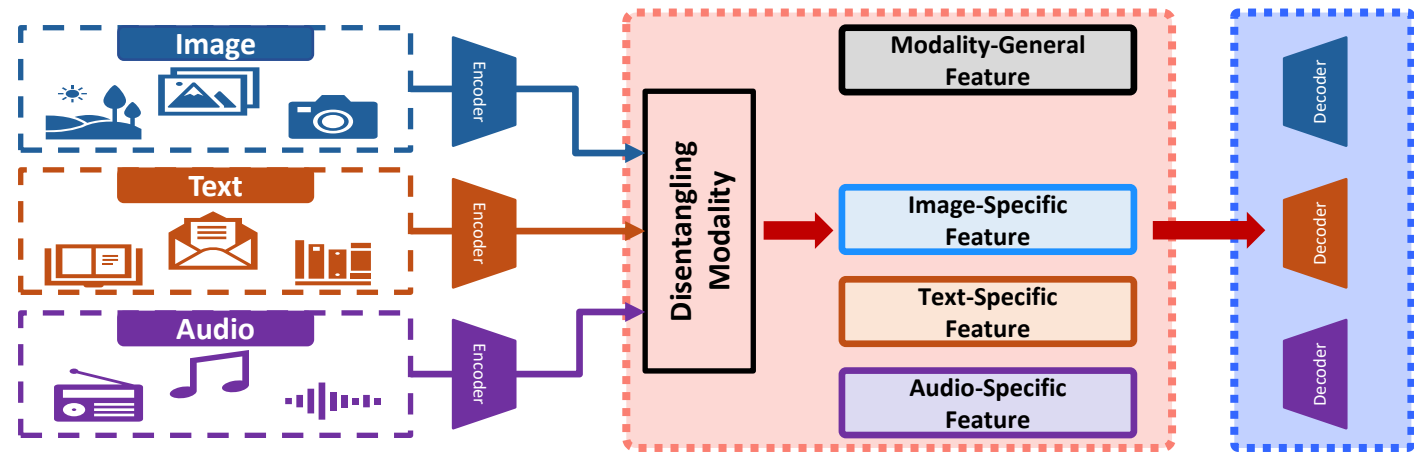 Image
Encoder
Text
Encoder
Audio
Encoder
Disentangling
Modality
Modality-General
Feature
Image-Specific
Feature
Text-Specific
Feature
Audio-Specific
Feature
Decoder
Decoder
Decoder